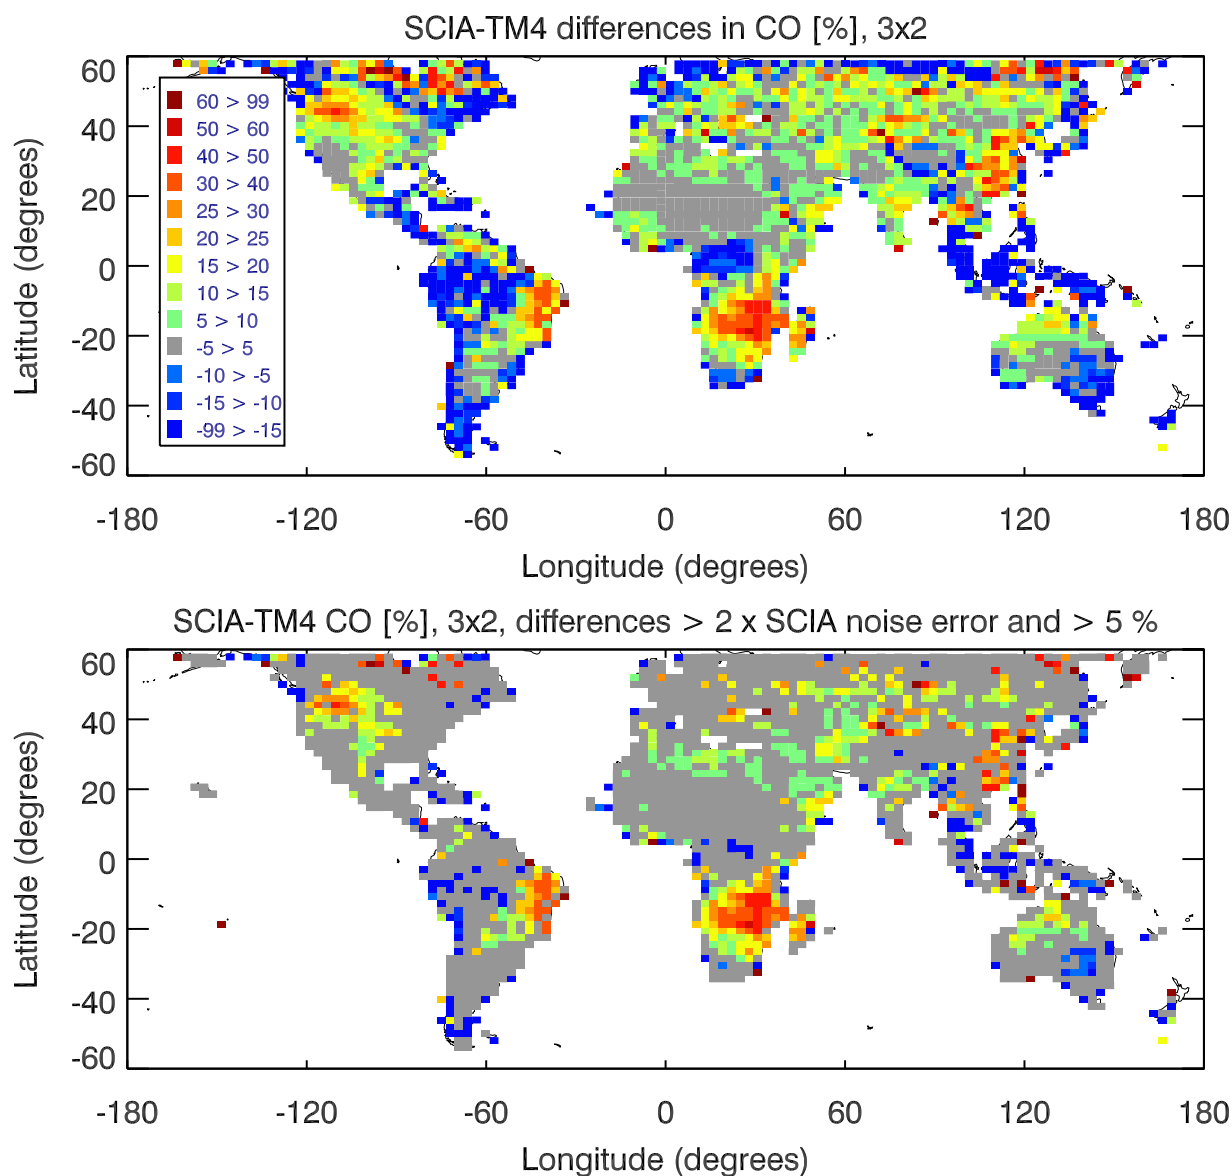 SCIA-TM4 differences in CO [%], 3x2
60 > 99
50 > 60
40 > 50
30 > 40
25 > 30
20 > 25
15 > 20
10 > 15
5 > 10
-5 > 5
-10 > -5
-15 > -10
-99 > -15
60
40
20
0
-20
-40
-60
Latitude (degrees)
-180 -120 -60 0 60 120 180
Longitude (degrees)
SCIA-TM4 CO [%], 3x2, differences > 2 x SCIA noise error and > 5 %
60
40
20
0
-20
-40
-60
Latitude (degrees)
-180 -120 -60 0 60 120 180
Longitude (degrees)